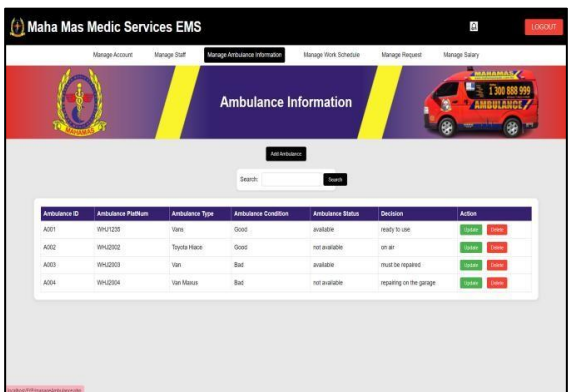 Maha Mas Medic Services EMS
LOGOUT
Manage Account Manage Staff Manage Ambulance Information Manage Work Schedule Manage Request Manage Salary
MAHAMAS
Ambulance Information
MAHAMAS
1 300 888 999
AMBULANCE
Add Ambulance
Search: Search
Ambulance ID Ambulance PlatNum Ambulance Type Ambulance Condition Ambulance Status Decision Action
A001 WHJ1235 Vans Good available ready to use Update Delete
A002 WHJ2002 Toyota Hiace Good not available on air Update Delete
A003 WHJ2003 Van Bad available must be repaired Update Delete
A004 WHJ2004 Van Maxus Bad not available repairing on the garage Update Delete